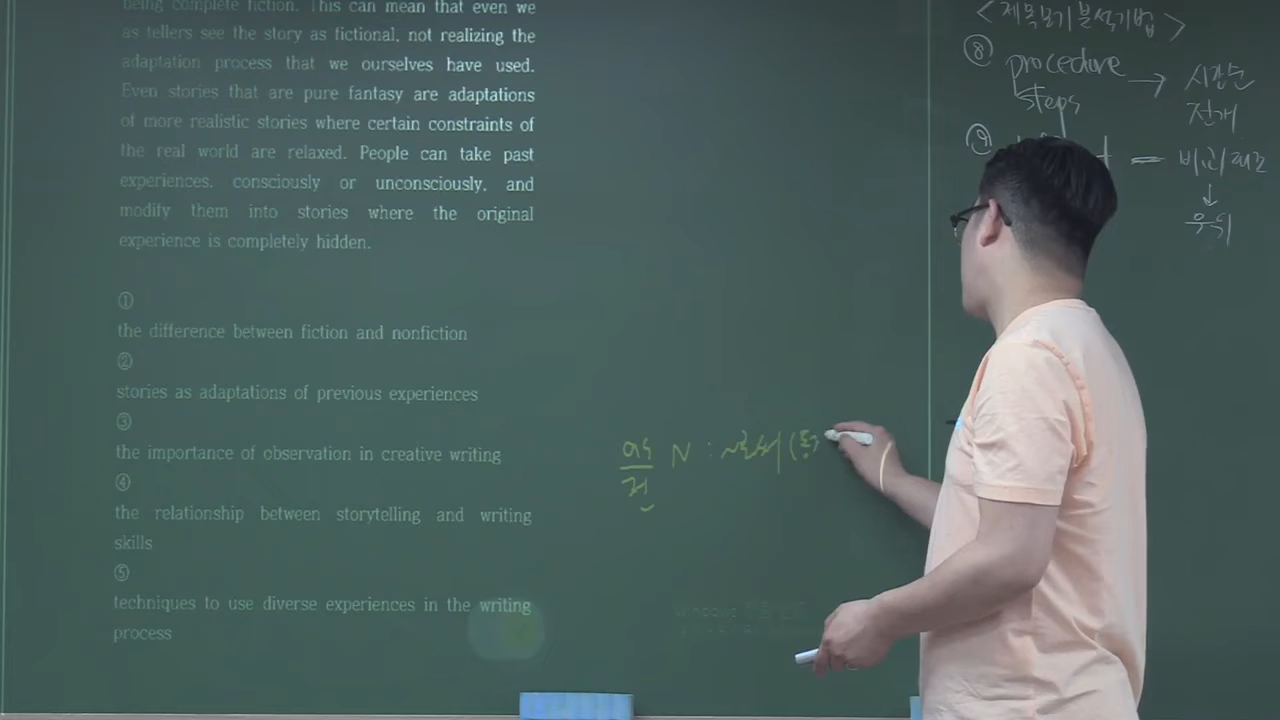 being complete fiction. This can mean that even we
as tellers see the story as fictional, not realizing the
adaptation process that we ourselves have used.
Even stories that are pure fantasy are adaptations
of more realistic stories where certain constraints of
the real world are relaxed. People can take past
experiences, consciously or unconsciously, and
modify them into stories where the original
experience is completely hidden.
①
the difference between fiction and nonfiction
②
stories as adaptations of previous experiences
③
the importance of observation in creative writing
④
the relationship between storytelling and writing
skills
⑤
techniques to use diverse experiences in the writing
process
as N : ~로서 (동
전
<제목보기분석기법>
⑧ procedure → 시간순
steps 전개
⑨ = 비교대조
↓
우위